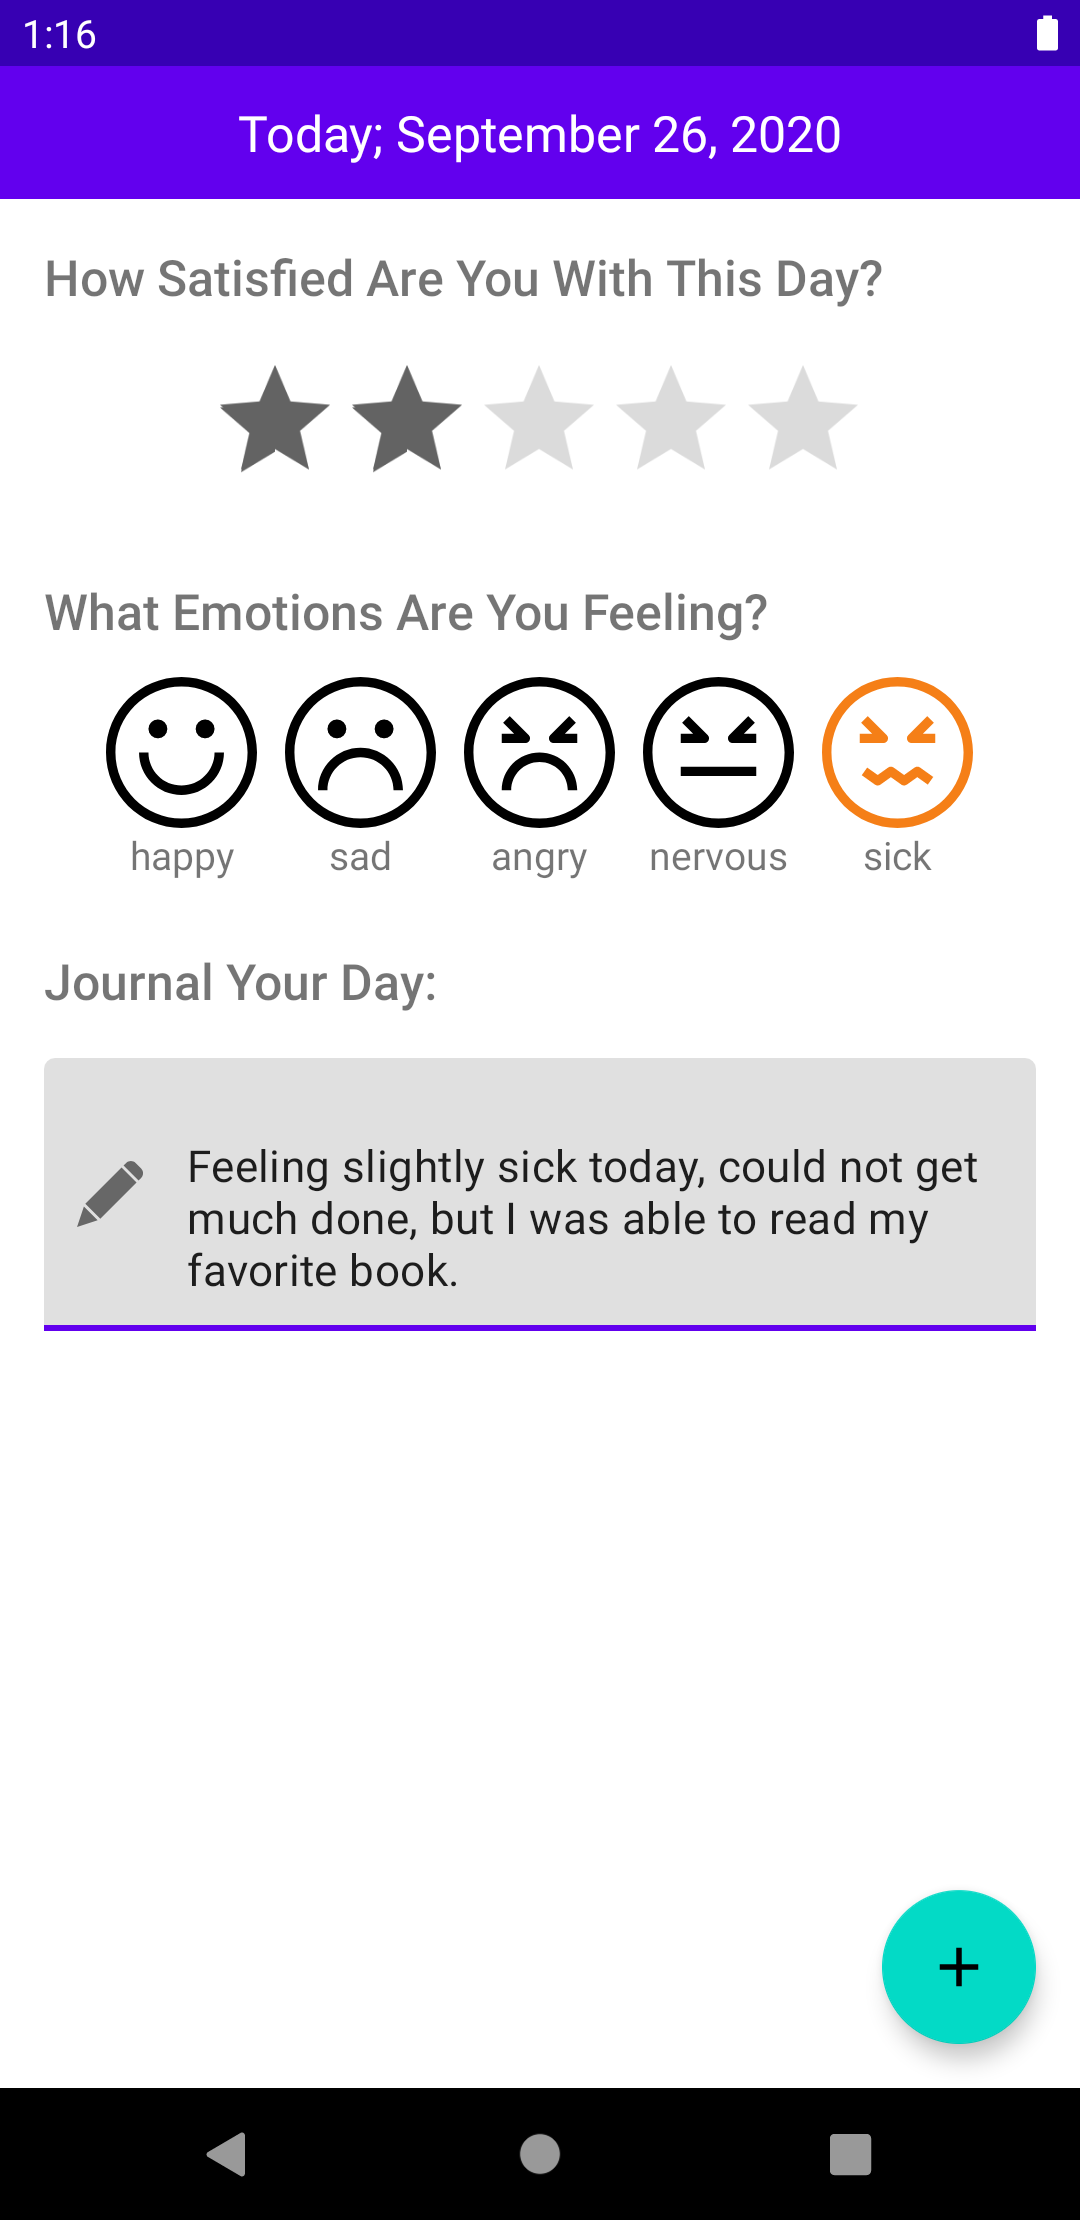 1:16
Today; September 26, 2020
How Satisfied Are You With This Day?
What Emotions Are You Feeling?
happy sad angry nervous sick
Journal Your Day:
Feeling slightly sick today, could not get
much done, but I was able to read my
favorite book.